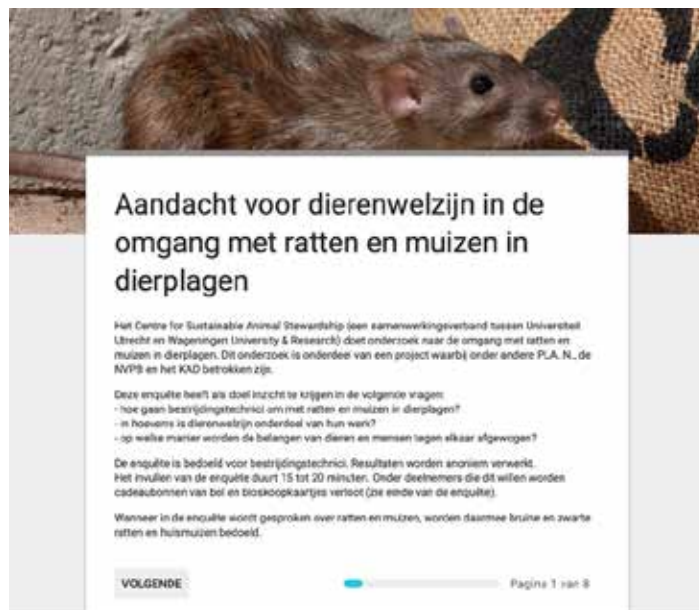 Aandacht voor dierenwelzijn in de
omgang met ratten en muizen in
dierplagen
Het Centre for Sustainable Animal Stewardship (een samenwerkingsverband tussen Universiteit
Utrecht en Wageningen University & Research) doet onderzoek naar de omgang met ratten en
muizen in dierplagen. Dit onderzoek is onderdeel van een project waarbij onder andere P.L.A. N., de
NVPB en het KAD betrokken zijn.
Deze enquête heeft als doel inzicht te krijgen in de volgende vragen:
- hoe gaan bestrijdingstechnici om met ratten en muizen in dierplagen?
- in hoeverre is dierenwelzijn onderdeel van hun werk?
- op welke manier worden de belangen van dieren en mensen tegen elkaar afgewogen?
De enquête is bedoeld voor bestrijdingstechnici. Resultaten worden anoniem verwerkt.
Het invullen van de enquête duurt 15 tot 20 minuten. Onder deelnemers die dit willen worden
cadeaubonnen van bol en bioskoopkaartjes verloot (zie einde van de enquête).
Wanneer in de enquête wordt gesproken over ratten en muizen, worden daarmee bruine en zwarte
ratten en huismuizen bedoeld.
VOLGENDE
Pagina 1 van 8